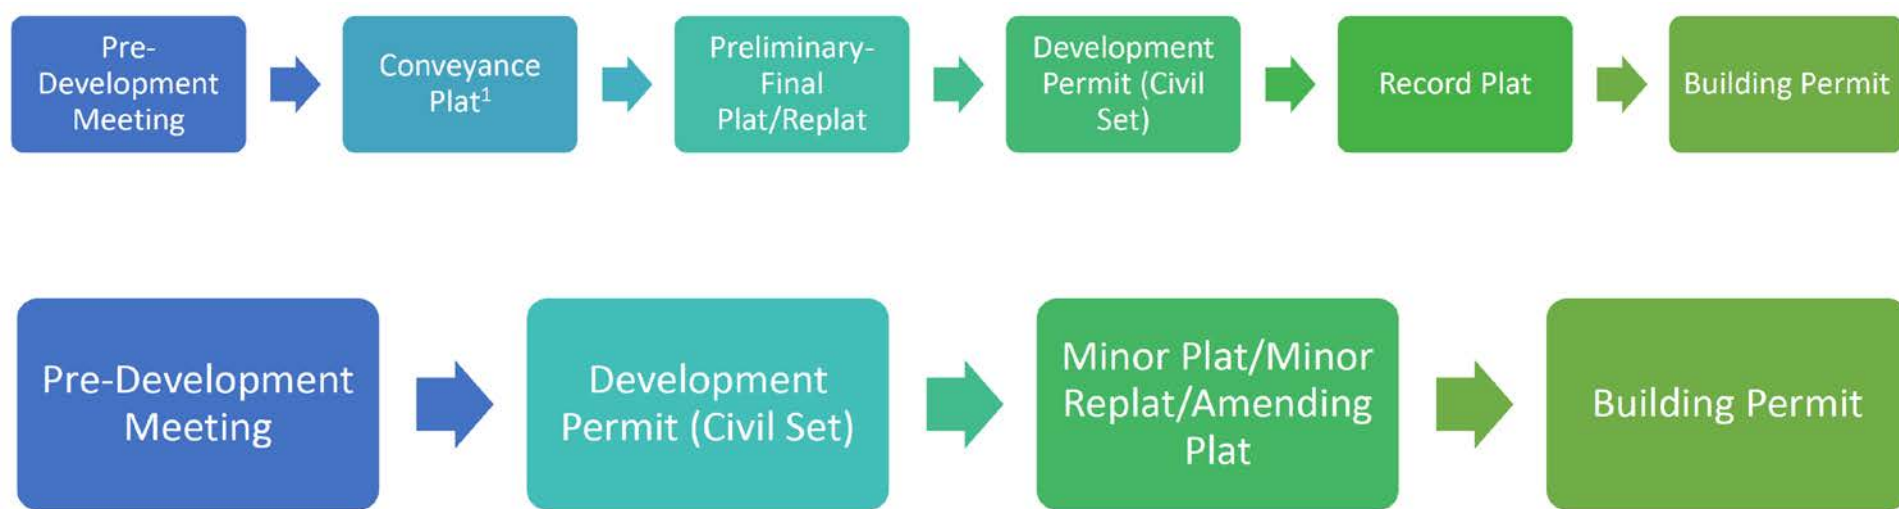 Pre-
Development
Meeting
Conveyance
Plat¹
Preliminary-
Final
Plat/Replat
Development
Permit (Civil
Set)
Record Plat
Building Permit
Pre-Development
Meeting
Development
Permit (Civil Set)
Minor Plat/Minor
Replat/Amending
Plat
Building Permit